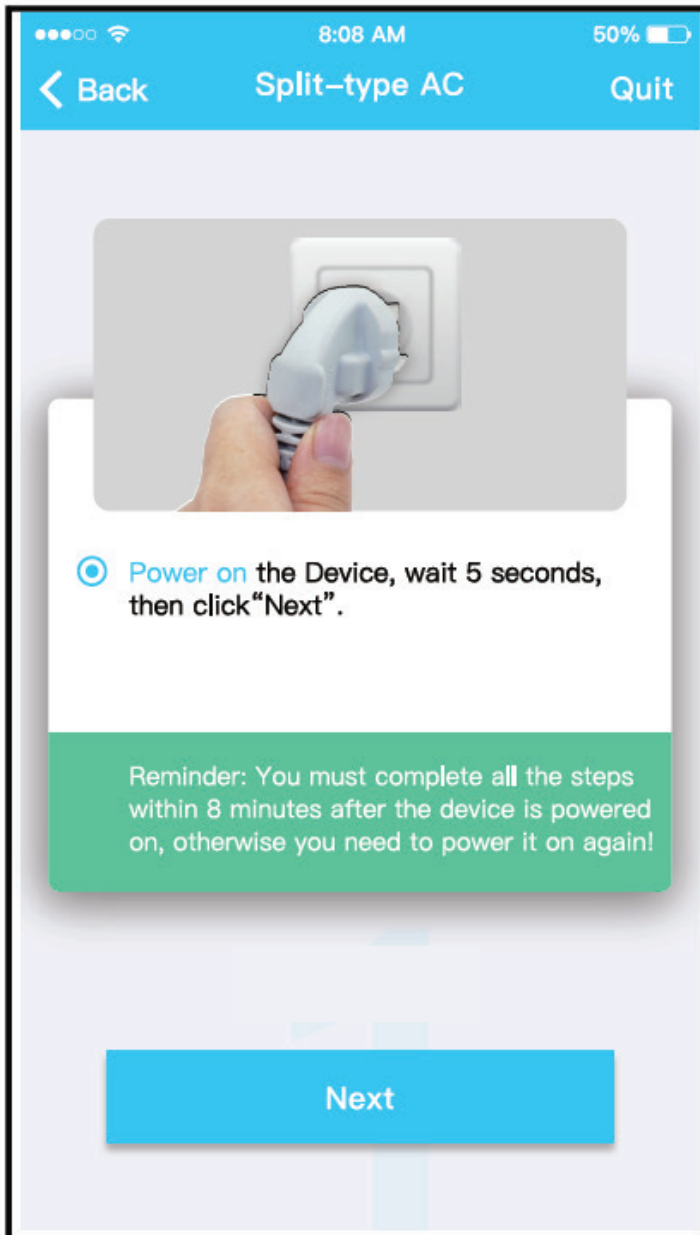 8:08 AM
50%
Back
Split-type AC
Quit
Power on the Device, wait 5 seconds,
then click“Next”.
Reminder: You must complete all the steps
within 8 minutes after the device is powered
on, otherwise you need to power it on again!
Next